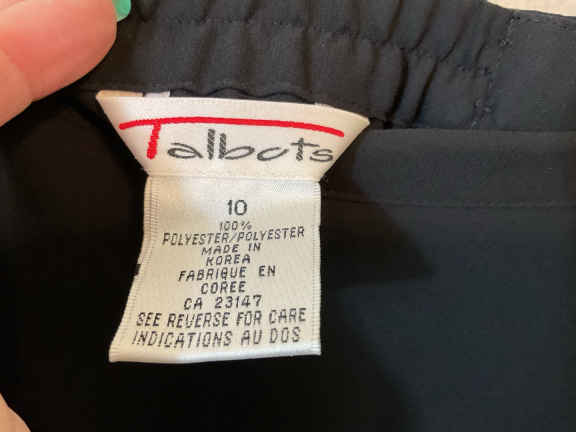 Talbots
10
100%
POLYESTER/POLYESTER
MADE IN
KOREA
FABRIQUE EN
COREE
CA 23147
SEE REVERSE FOR CARE
INDICATIONS AU DOS